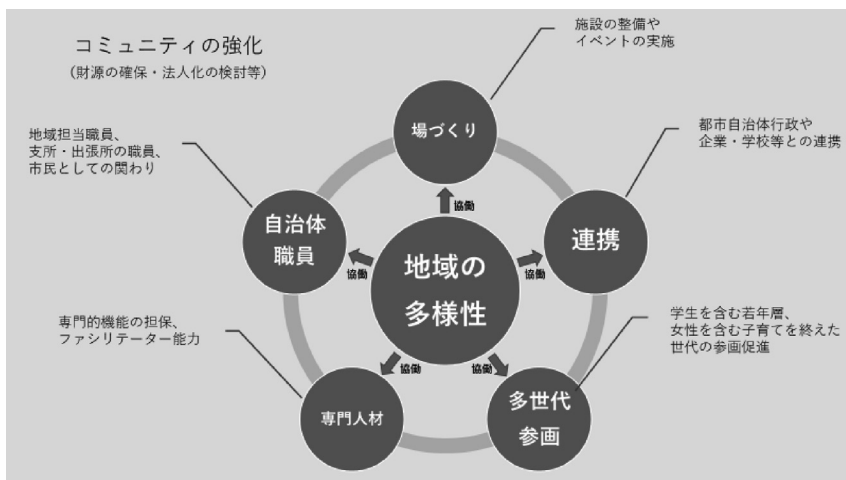 コミュニティの強化
(財源の確保・法人化の検討等)
施設の整備や
イベントの実施
場づくり
地域担当職員、
支所・出張所の職員、
市民としての関わり
都市自治体行政や
企業・学校等との連携
自治体
職員
協働
連携
協働
協働
地域の
多様性
専門的機能の担保、
ファシリテーター能力
学生を含む若年層、
女性を含む子育てを終えた
世代の参画促進
協働
協働
専門人材
多世代
参画